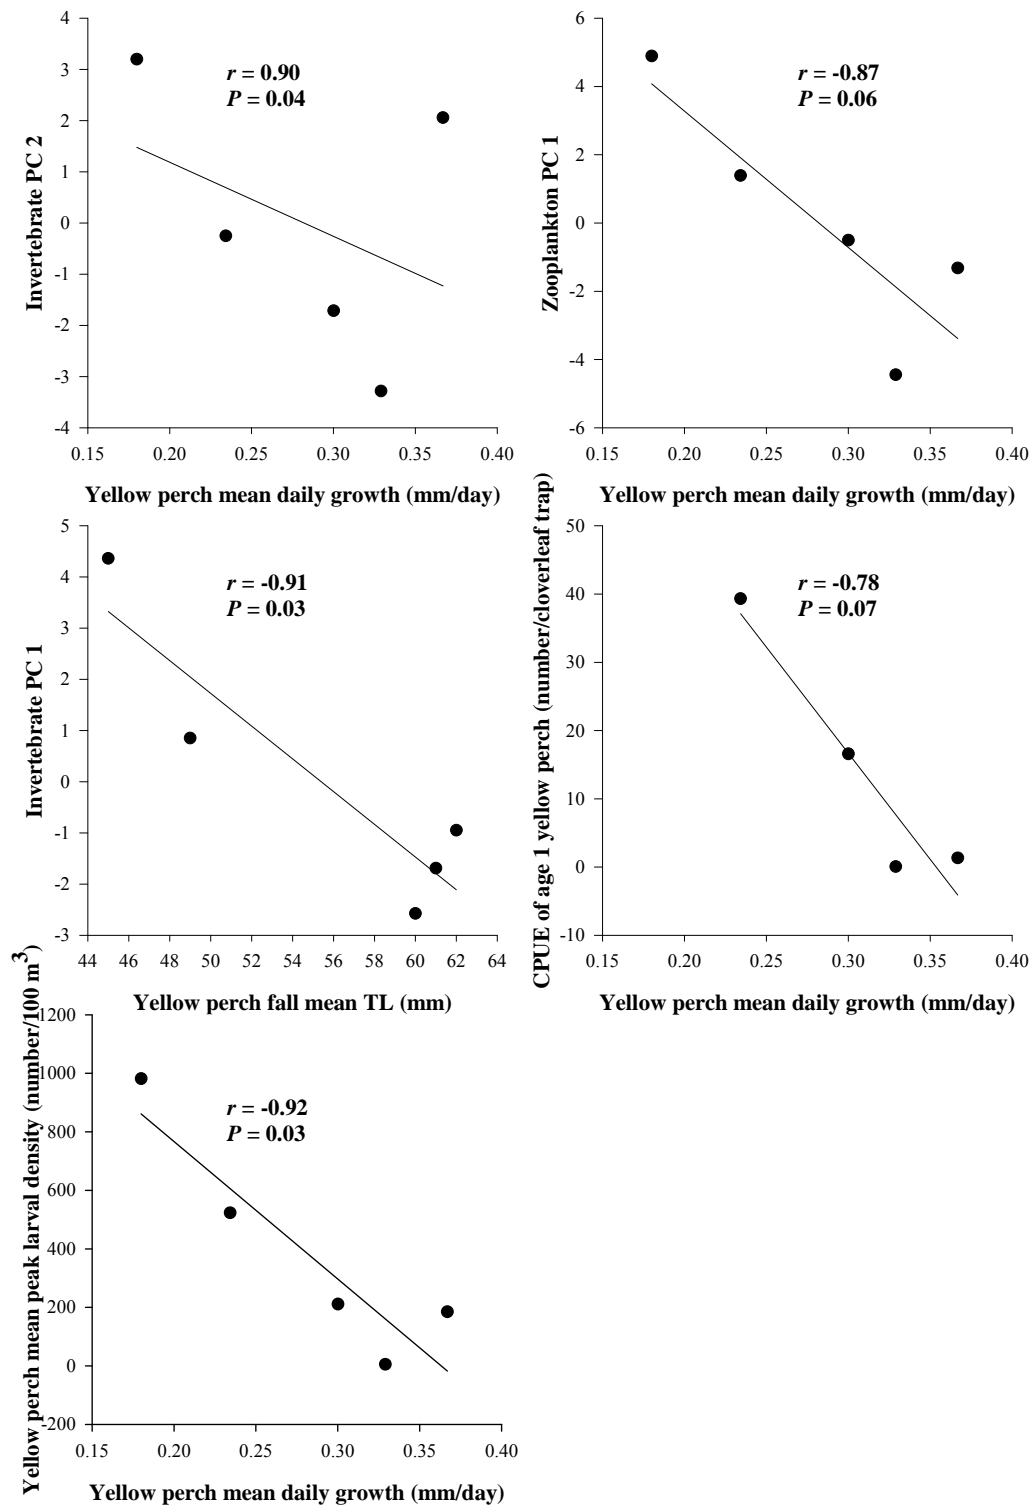 4
3
2
1
0
-1
-2
-3
-4
Invertebrate PC 2
r = 0.90
P = 0.04
0.15 0.20 0.25 0.30 0.35 0.40
Yellow perch mean daily growth (mm/day)
6
4
2
0
-2
-4
-6
Zooplankton PC 1
r = -0.87
P = 0.06
0.15 0.20 0.25 0.30 0.35 0.40
Yellow perch mean daily growth (mm/day)
5
4
3
2
1
0
-1
-2
-3
Invertebrate PC 1
r = -0.91
P = 0.03
44 46 48 50 52 54 56 58 60 62 64
Yellow perch fall mean TL (mm)
50
40
30
20
10
0
-10
CPUE of age 1 yellow perch (number/cloverleaf trap)
r = -0.78
P = 0.07
0.15 0.20 0.25 0.30 0.35 0.40
Yellow perch mean daily growth (mm/day)
1200
1000
800
600
400
200
0
-200
Yellow perch mean peak larval density (number/100 m3)
r = -0.92
P = 0.03
0.15 0.20 0.25 0.30 0.35 0.40
Yellow perch mean daily growth (mm/day)